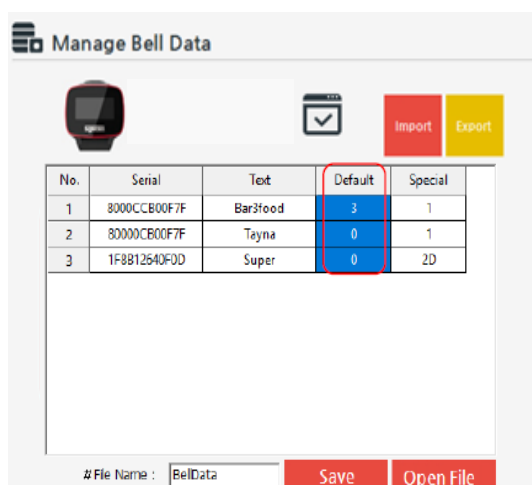 Manage Bell Data
Import Export
No. Serial Text Default Special
1 8000CCB00F7F Bar3food 3 1
2 80000CB00F7F Tayna 0 1
3 1F8B12640F0D Super 0 2D
# File Name : BellData Save Open File